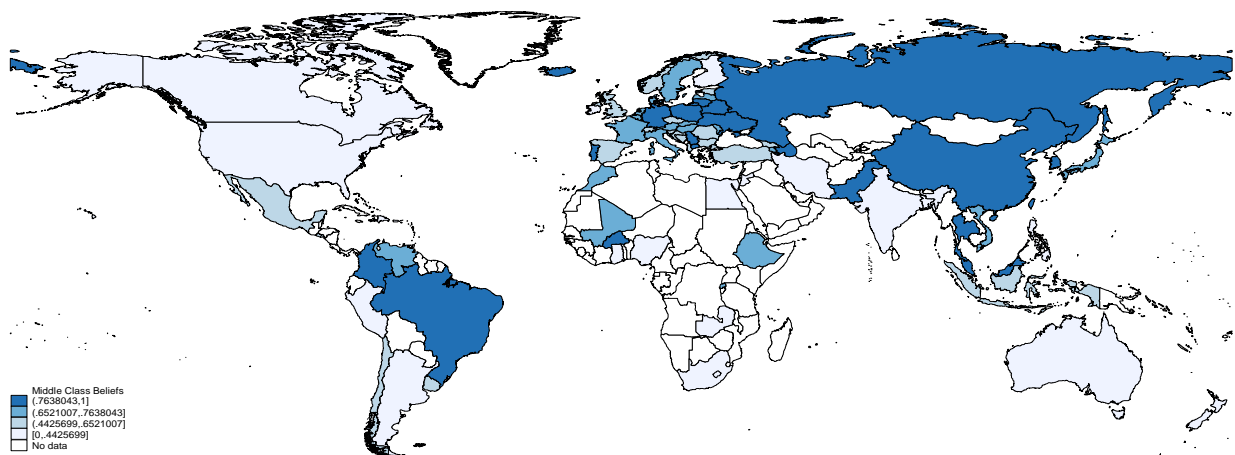 Middle Class Beliefs
(.7638043,1]
(.6521007,.7638043]
(.4425699,.6521007]
[0,.4425699]
No data